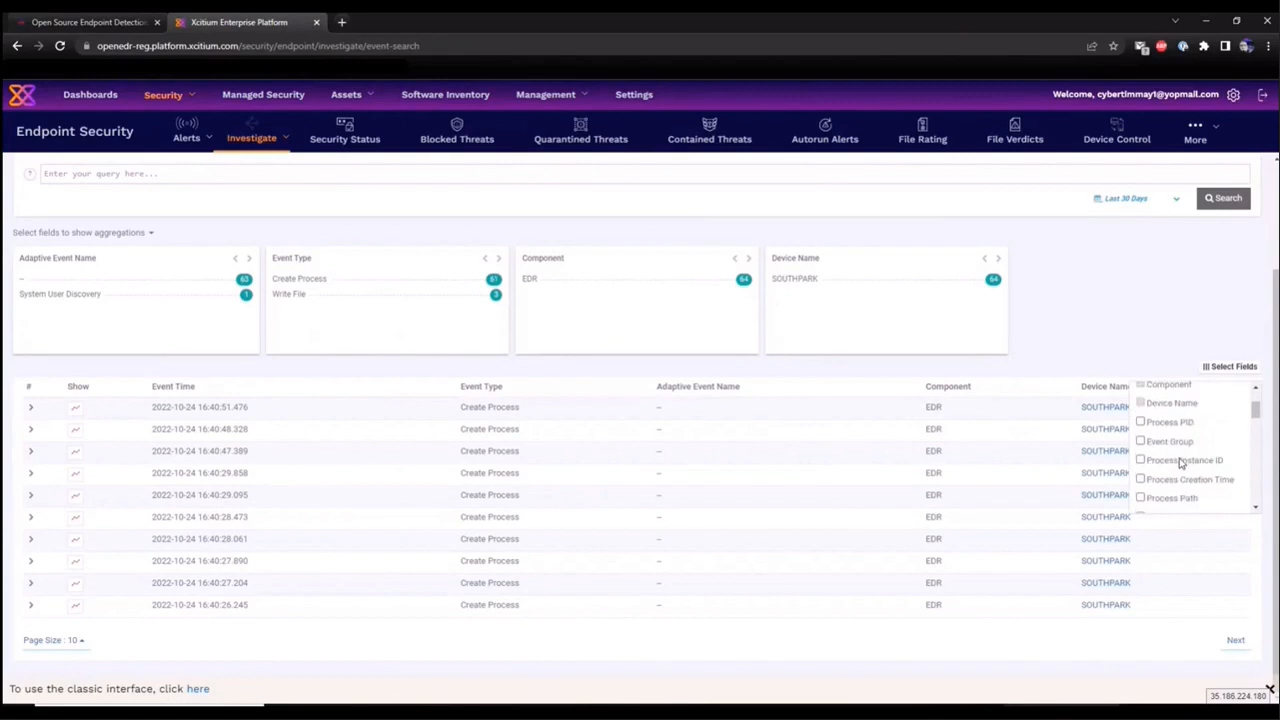 Open Source Endpoint Detection
Xcitium Enterprise Platform
openedr-reg.platform.xcitium.com/security/endpoint/investigate/event-search
Dashboards Security Managed Security Assets Software Inventory Management Settings Welcome, cybertimmay1@yopmail.com
Endpoint Security Alerts Investigate Security Status Blocked Threats Quarantined Threats Contained Threats Autorun Alerts File Rating File Verdicts Device Control More
? Enter your query here...
Last 30 Days Search
Select fields to show aggregations
Adaptive Event Name
-- 63
System User Discovery 1
Event Type
Create Process 61
Write File 3
Component
EDR 64
Device Name
SOUTHPARK 64
Select Fields
# Show Event Time Event Type Adaptive Event Name Component Device Name
2022-10-24 16:40:51.476 Create Process -- EDR SOUTHPARK
2022-10-24 16:40:48.328 Create Process -- EDR SOUTHPARK
2022-10-24 16:40:47.389 Create Process -- EDR SOUTHPARK
2022-10-24 16:40:29.858 Create Process -- EDR SOUTHPARK
2022-10-24 16:40:29.095 Create Process -- EDR SOUTHPARK
2022-10-24 16:40:28.473 Create Process -- EDR SOUTHPARK
2022-10-24 16:40:28.061 Create Process -- EDR SOUTHPARK
2022-10-24 16:40:27.890 Create Process -- EDR SOUTHPARK
2022-10-24 16:40:27.204 Create Process -- EDR SOUTHPARK
2022-10-24 16:40:26.245 Create Process -- EDR SOUTHPARK
Component
Device Name
Process PID
Event Group
Process Instance ID
Process Creation Time
Process Path
Page Size : 10
Next
To use the classic interface, click here
35.186.224.180